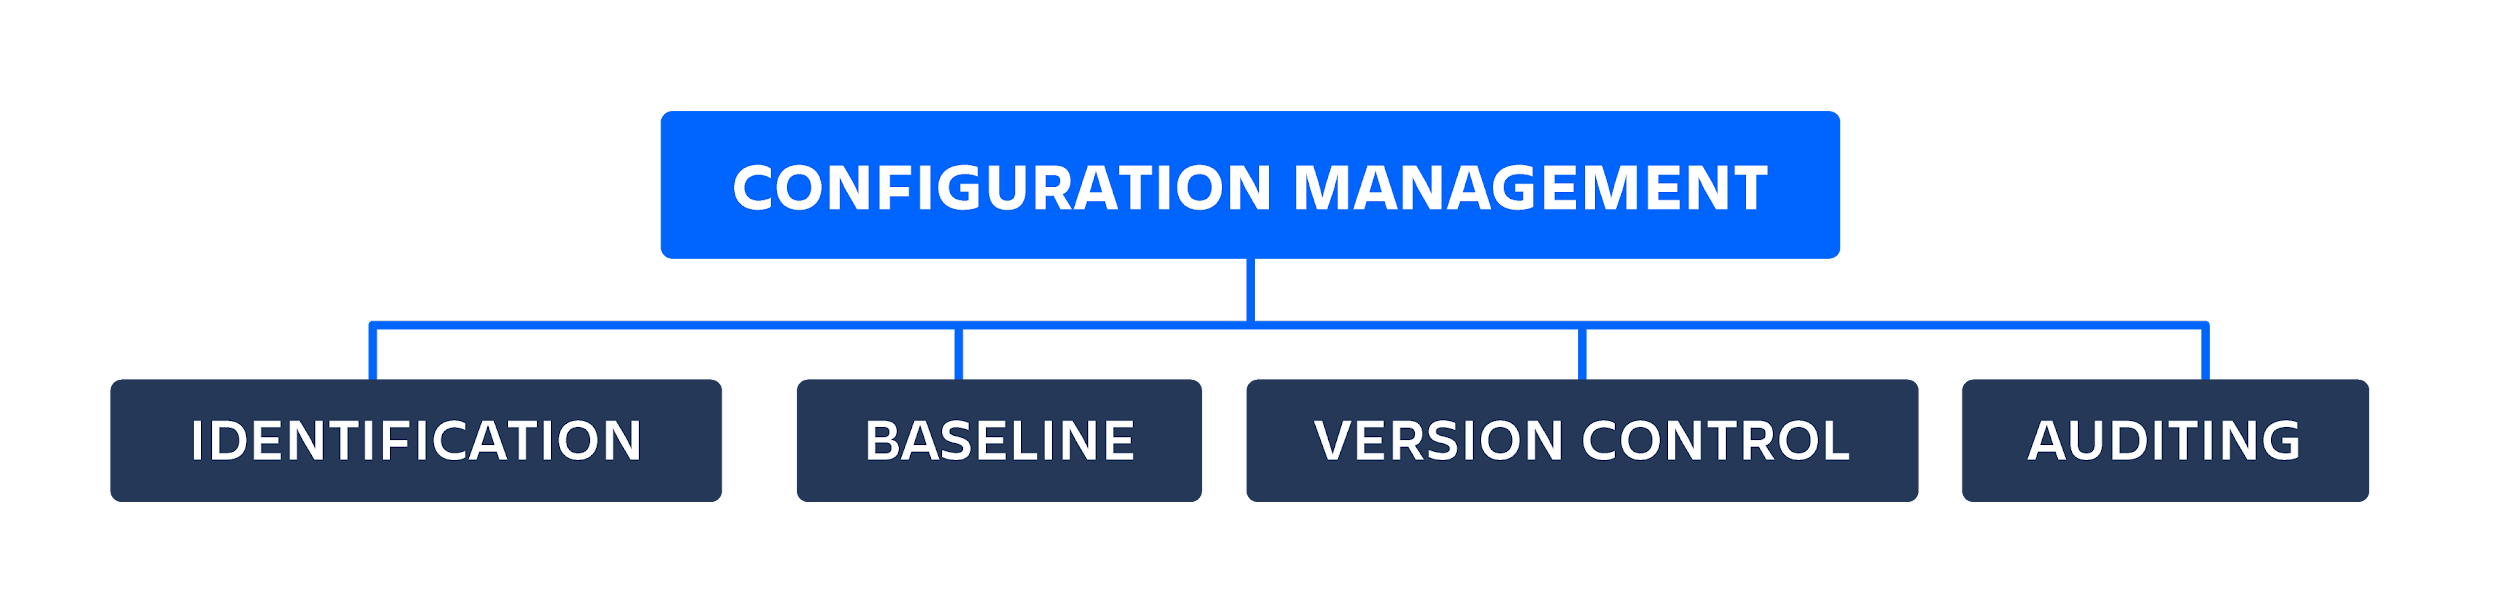 CONFIGURATION MANAGEMENT
IDENTIFICATION
BASELINE
VERSION CONTROL
AUDITING